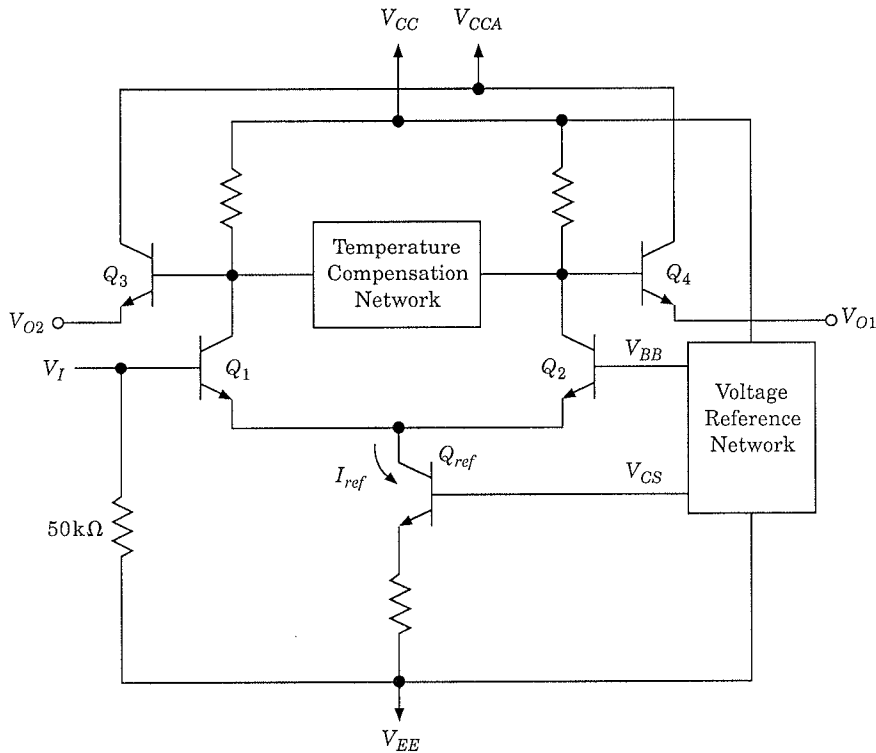 V_CC
V_CCA
Temperature
Compensation
Network
Q_3
Q_4
V_O2
V_O1
V_I
Q_1
Q_2
V_BB
Voltage
Reference
Network
Q_ref
I_ref
V_CS
50kΩ
V_EE